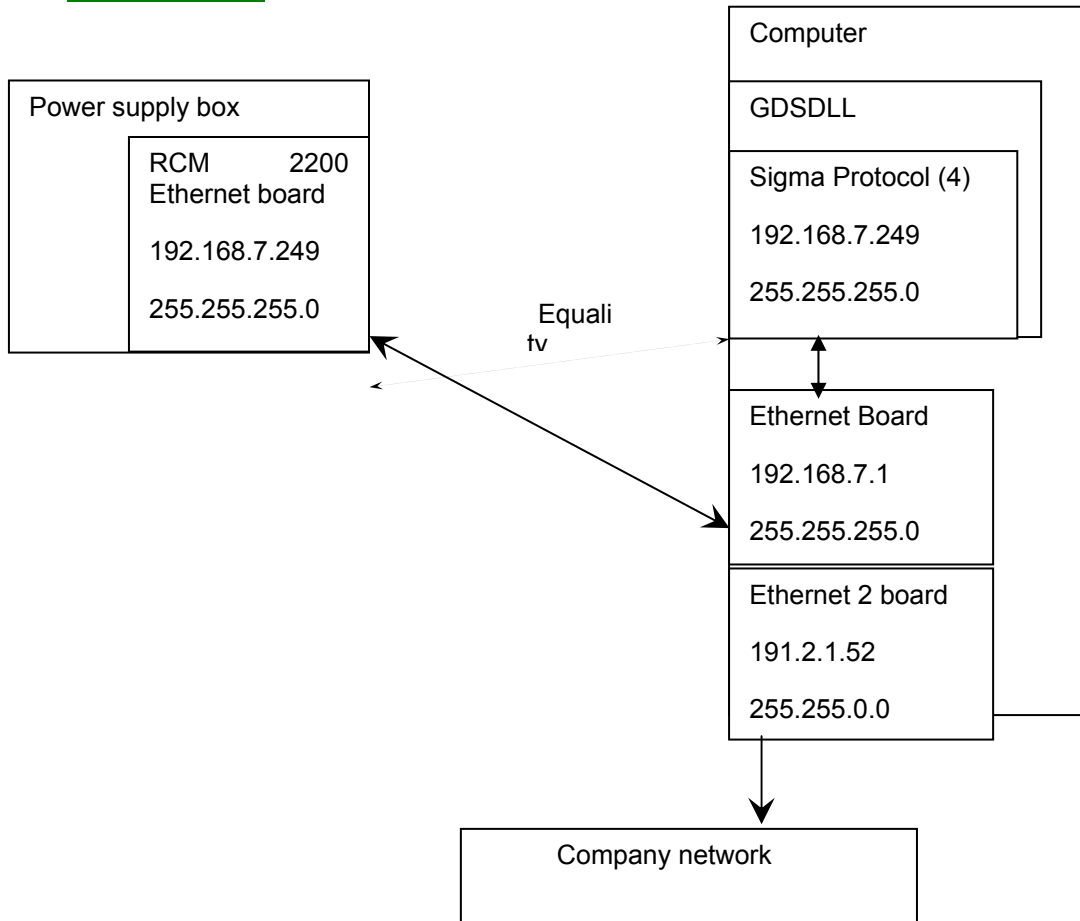 Computer
Power supply box
GDSDLL
RCM 2200
Ethernet board
192.168.7.249
255.255.255.0
Sigma Protocol (4)
192.168.7.249
255.255.255.0
Equali
ty
Ethernet Board
192.168.7.1
255.255.255.0
Ethernet 2 board
191.2.1.52
255.255.0.0
Company network